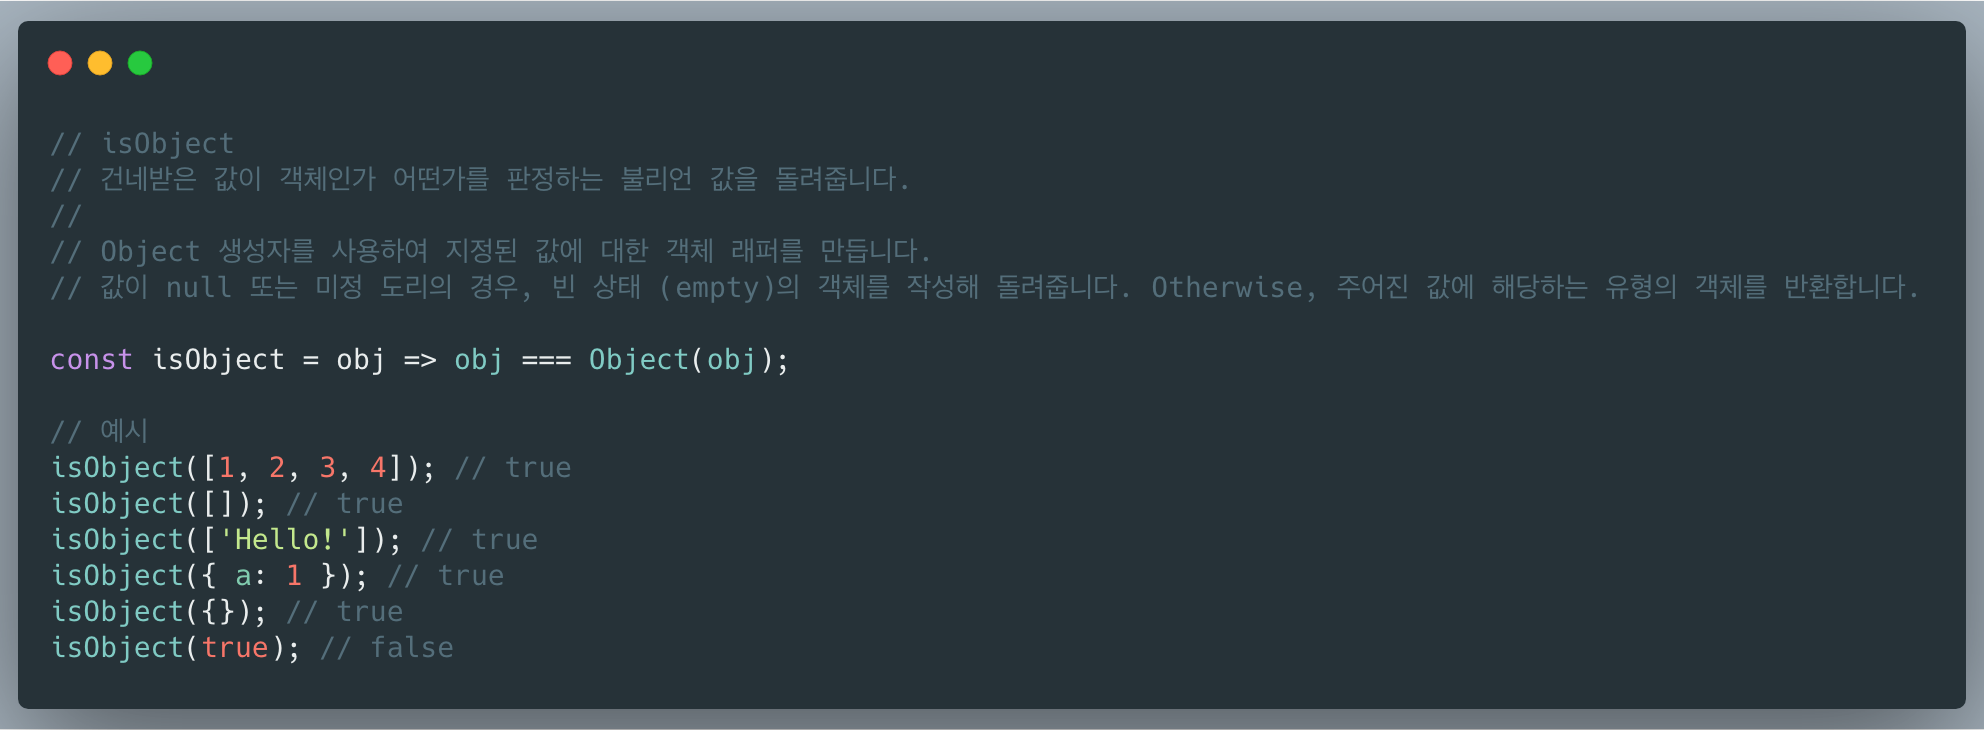 // isObject
// 건네받은 값이 객체인가 어떤가를 판정하는 불리언 값을 돌려줍니다.
//
// Object 생성자를 사용하여 지정된 값에 대한 객체 래퍼를 만듭니다.
// 값이 null 또는 미정 도리의 경우, 빈 상태 (empty)의 객체를 작성해 돌려줍니다. Otherwise, 주어진 값에 해당하는 유형의 객체를 반환합니다.
const isObject = obj => obj === Object(obj);
// 예시
isObject([1, 2, 3, 4]); // true
isObject([]); // true
isObject(['Hello!']); // true
isObject({ a: 1 }); // true
isObject({}); // true
isObject(true); // false